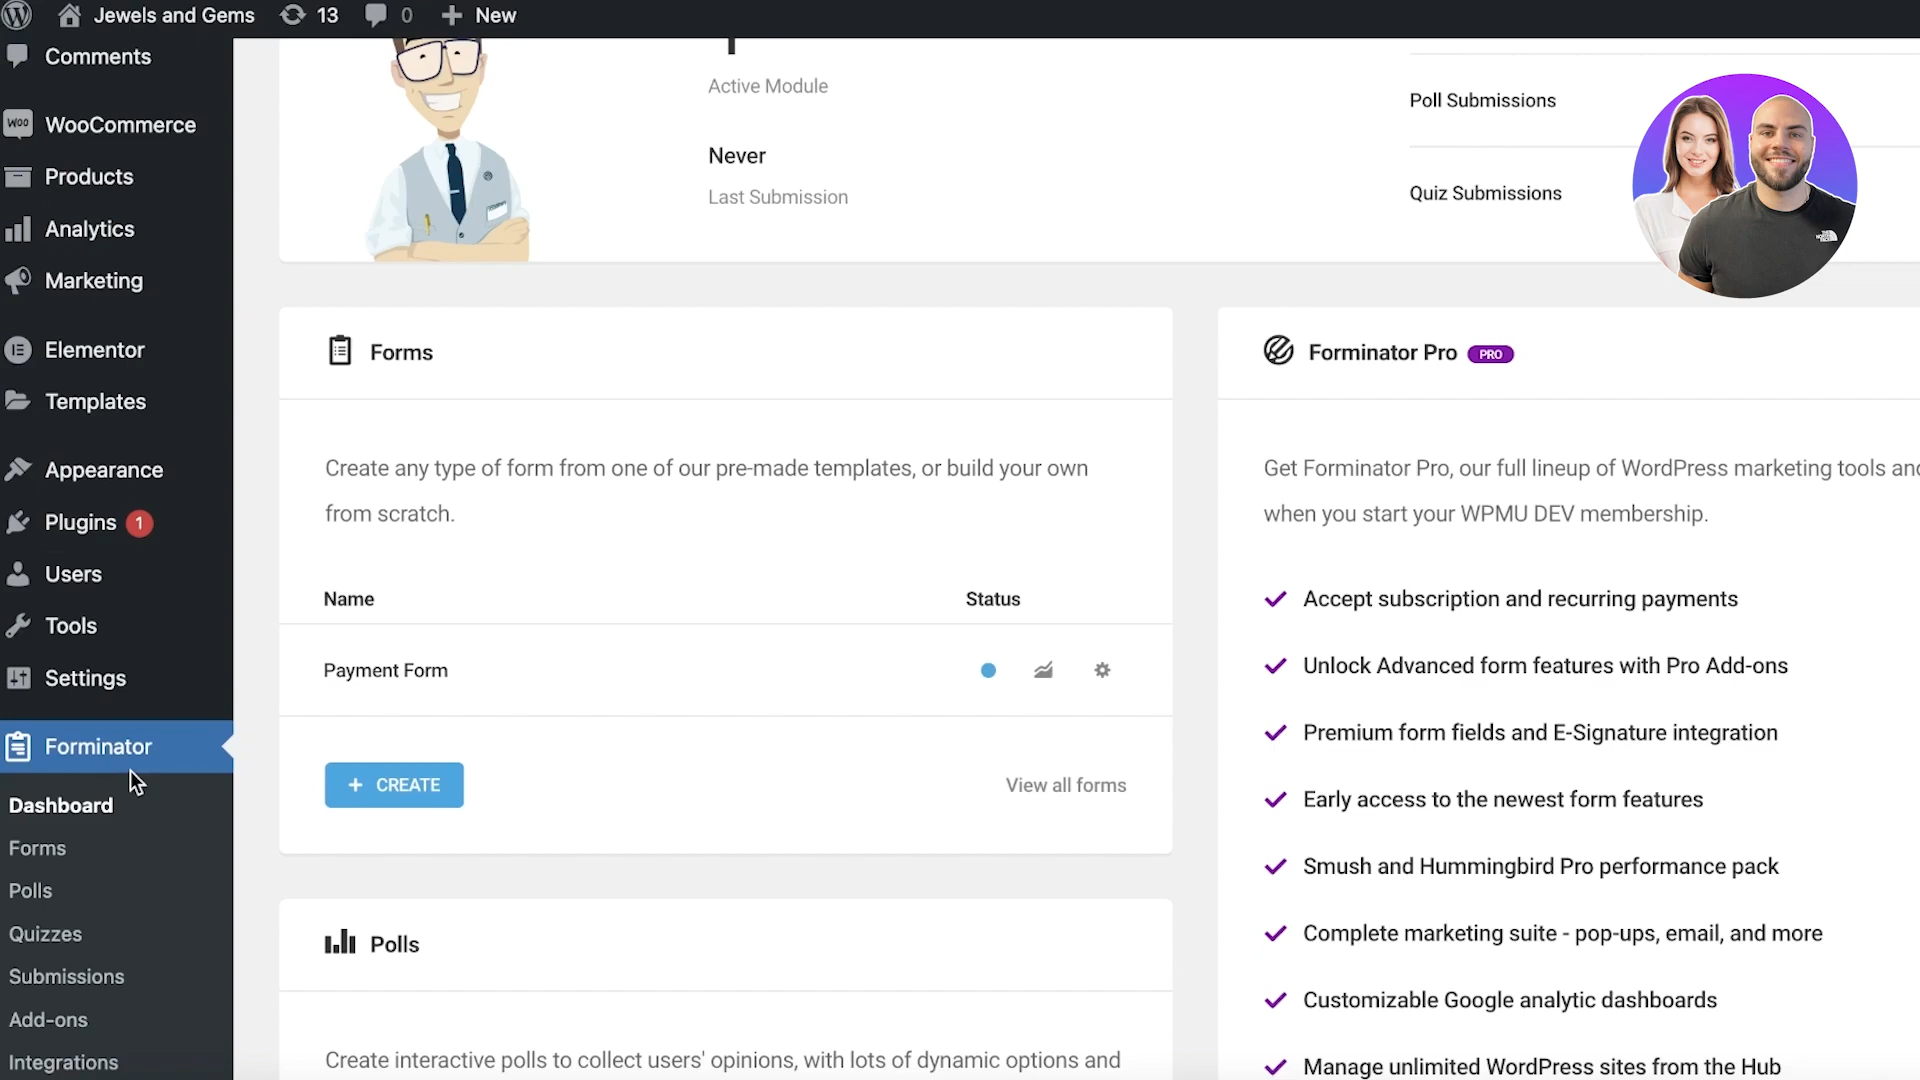 Jewels and Gems 13 0 + New
Comments
WOO WooCommerce
Products
Analytics
Marketing
Elementor
Templates
Appearance
Plugins 1
Users
Tools
Settings
Forminator
Dashboard
Forms
Polls
Quizzes
Submissions
Add-ons
Integrations
Active Module
Never
Last Submission
Poll Submissions
Quiz Submissions
Forms
Create any type of form from one of our pre-made templates, or build your own
from scratch.
Name Status
Payment Form
+ CREATE View all forms
Polls
Create interactive polls to collect users' opinions, with lots of dynamic options and
Forminator Pro PRO
Get Forminator Pro, our full lineup of WordPress marketing tools and
when you start your WPMU DEV membership.
Accept subscription and recurring payments
Unlock Advanced form features with Pro Add-ons
Premium form fields and E-Signature integration
Early access to the newest form features
Smush and Hummingbird Pro performance pack
Complete marketing suite - pop-ups, email, and more
Customizable Google analytic dashboards
Manage unlimited WordPress sites from the Hub